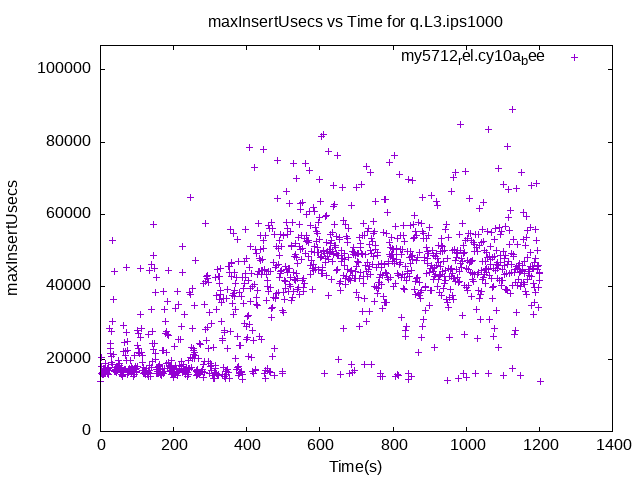 maxInsertUsecs vs Time for q.L3.ips1000
my5712rel.cy10abee
100000
80000
60000
40000
20000
0
maxInsertUsecs
0 200 400 600 800 1000 1200 1400
Time(s)